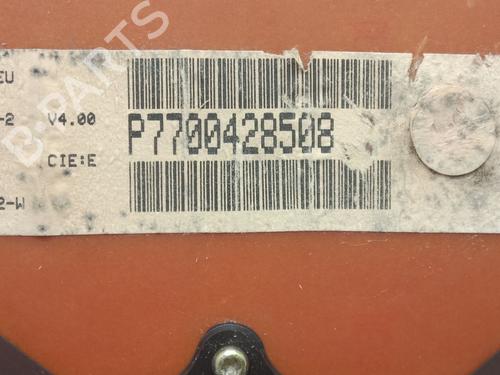 EU
-2 V4.00
P7700428508
CIE:E
2-W
B-PARTS